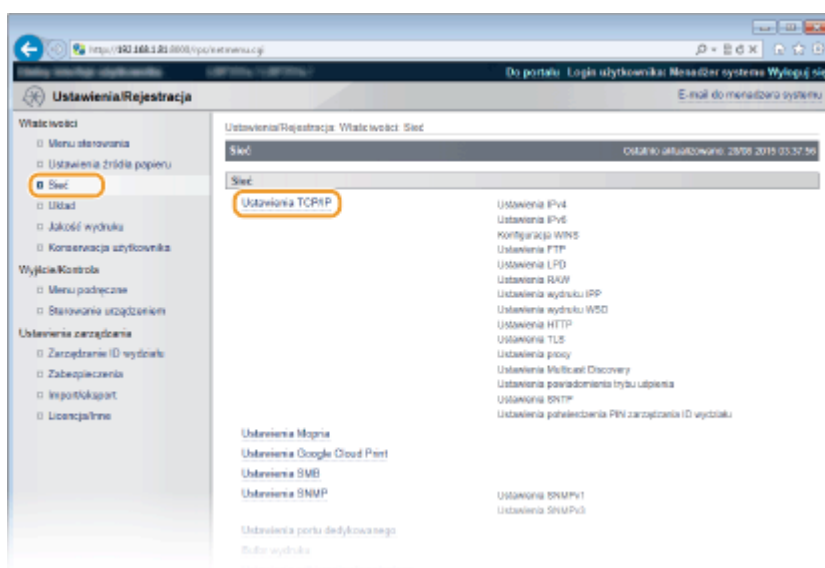 Do portalu Login użytkownika: Menadżer systemu Wyloguj się
Ustawienia/Rejestracja
E-mail do menadżera systemu
Właściwości
Menu sterowania
Ustawienia źródła papieru
Sieć
Układ
Jakość wydruku
Konserwacja użytkownika
Wyjście/Kontrola
Menu podręczne
Sterowanie urządzeniem
Ustawienia zarządzania
Zarządzanie ID wydziału
Zabezpieczenia
Import/eksport
Licencja/Inne
Ustawienia/Rejestracja: Właściwości: Sieć
Sieć
Ostatnio aktualizowano: 28/08 2015 03:37:56
Sieć
Ustawienia TCP/IP
Ustawienia IPv4
Ustawienia IPv6
Konfiguracja WINS
Ustawienia FTP
Ustawienia LPD
Ustawienia RAW
Ustawienia wydruku IPP
Ustawienia wydruku WSD
Ustawienia HTTP
Ustawienia TLS
Ustawienia proxy
Ustawienia Multicast Discovery
Ustawienia powiadomienia trybu uśpienia
Ustawienia SNTP
Ustawienia potwierdzenia PIN zarządzania ID wydziału
Ustawienia Mopria
Ustawienia Google Cloud Print
Ustawienia SMB
Ustawienia SNMP
Ustawienia SNMPv1
Ustawienia SNMPv3
Ustawienia portu dedykowanego
Bufor wydruku